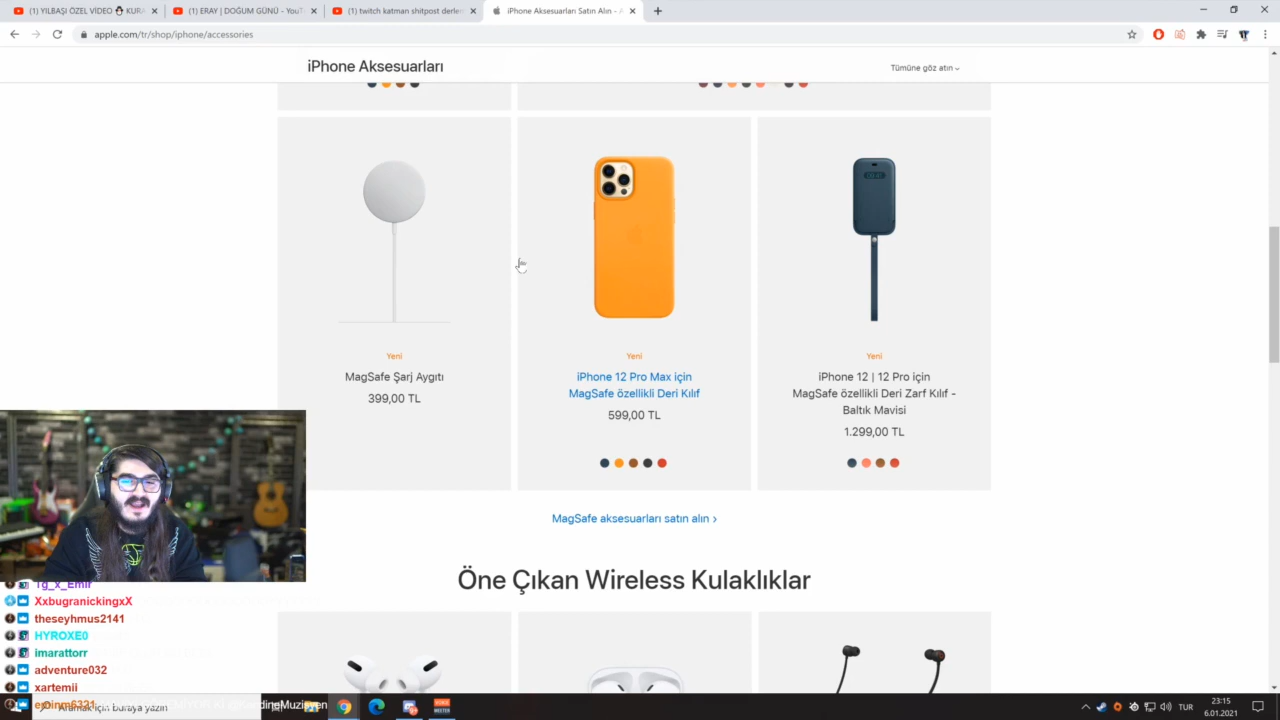 (1) YILBAŞI ÖZEL VİDEO
KURA
(1) ERAY | DOĞUM GÜNÜ - YouTu
(1) twitch katman shitpost derlem
iPhone Aksesuarları Satın Alın - A
apple.com/tr/shop/iphone/accessories
iPhone Aksesuarları
Tümüne göz atın
Yeni
MagSafe Şarj Aygıtı
399,00 TL
Yeni
iPhone 12 Pro Max için
MagSafe özellikli Deri Kılıf
599,00 TL
Yeni
iPhone 12 | 12 Pro için
MagSafe özellikli Deri Zarf Kılıf -
Baltık Mavisi
1.299,00 TL
MagSafe aksesuarları satın alın ›
Öne Çıkan Wireless Kulaklıklar
Tg_x_Emir
XxbugranickingxX
theseyhmus2141
HYROXE0
imarattorr
adventure032
xartemii
Aramak için buraya yazın
TUR
23:15
6.01.2021